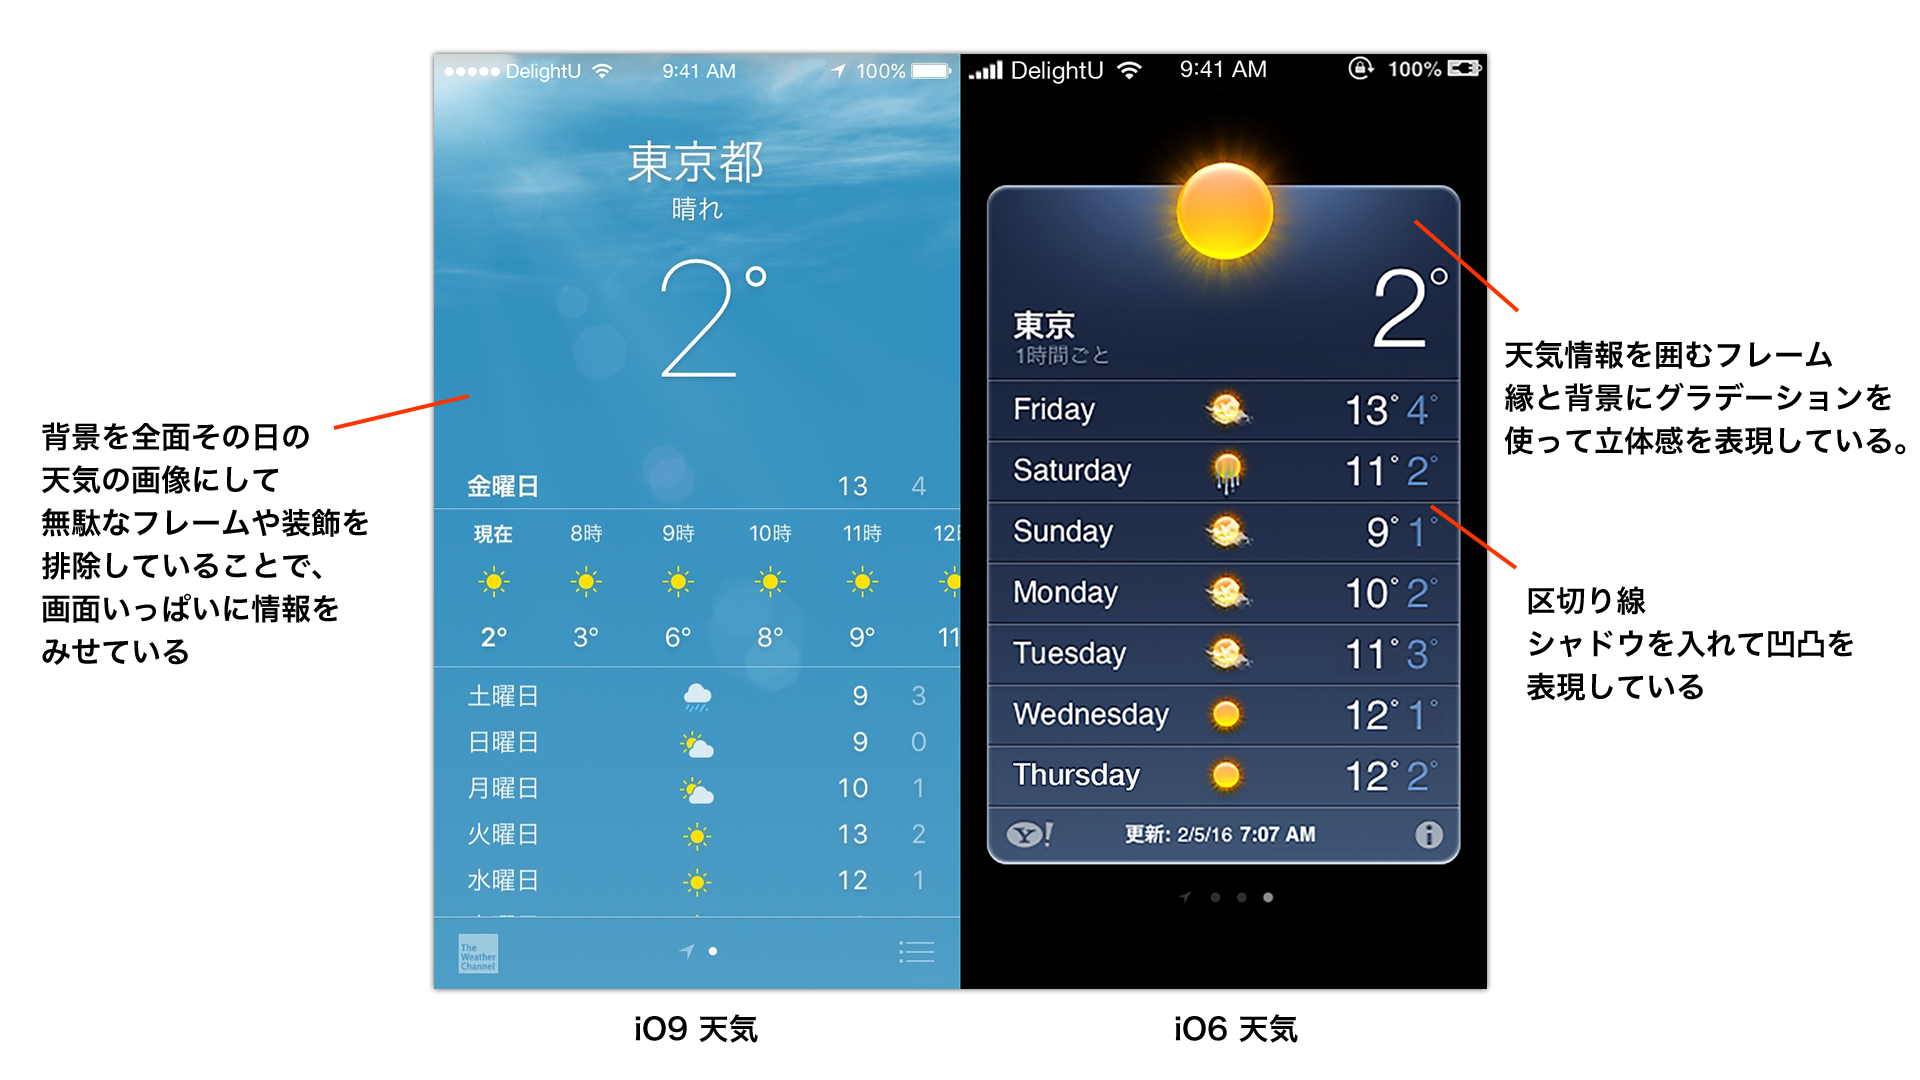 DelightU 9:41 AM 100%
東京都
晴れ
2°
金曜日 13 4
現在 8時 9時 10時 11時
2° 3° 6° 8° 9° 11
土曜日 9 3
日曜日 9 0
月曜日 10 1
火曜日 13 2
水曜日 12 1
The
Weather
Channel
iO9 天気
背景を全面その日の
天気の画像にして
無駄なフレームや装飾を
排除していることで、
画面いっぱいに情報を
みせている
DelightU 9:41 AM 100%
2°
東京
1時間ごと
Friday 13° 4°
Saturday 11° 2°
Sunday 9° 1°
Monday 10° 2°
Tuesday 11° 3°
Wednesday 12° 1°
Thursday 12° 2°
Y! 更新: 2/5/16 7:07 AM i
iO6 天気
天気情報を囲むフレーム
縁と背景にグラデーションを
使って立体感を表現している。
区切り線
シャドウを入れて凹凸を
表現している